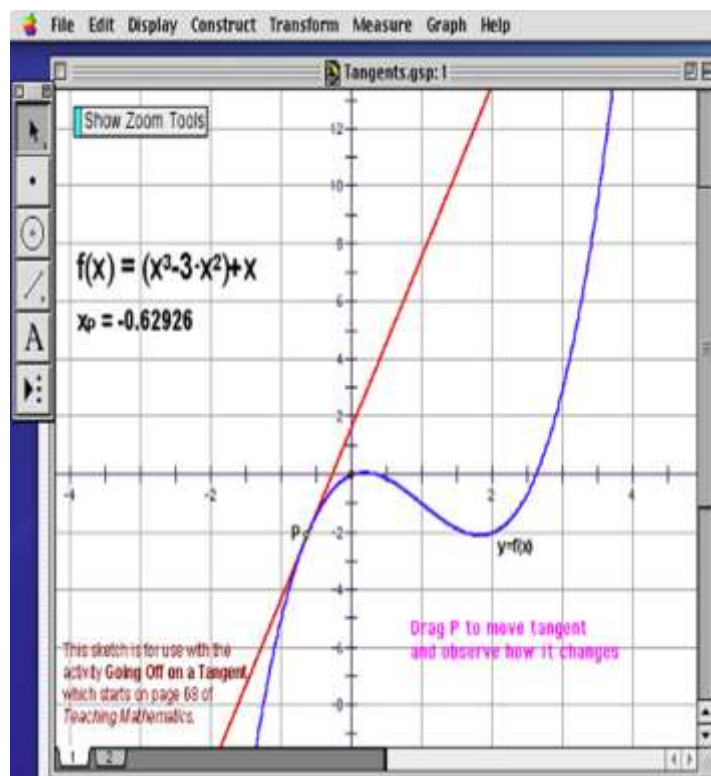 File Edit Display Construct Transform Measure Graph Help
Tangents.gsp: 1
Show Zoom Tools
12
10
8
f(x) = (x³-3·x²)+x
6
xₚ = -0.62926
A
4
2
-4
-2
2
4
P
-2
y=f(x)
-4
Drag P to move tangent
and observe how it changes
-6
This sketch is for use with the
activity Going Off on a Tangent,
which starts on page 68 of
Teaching Mathematics.
-8
1
2